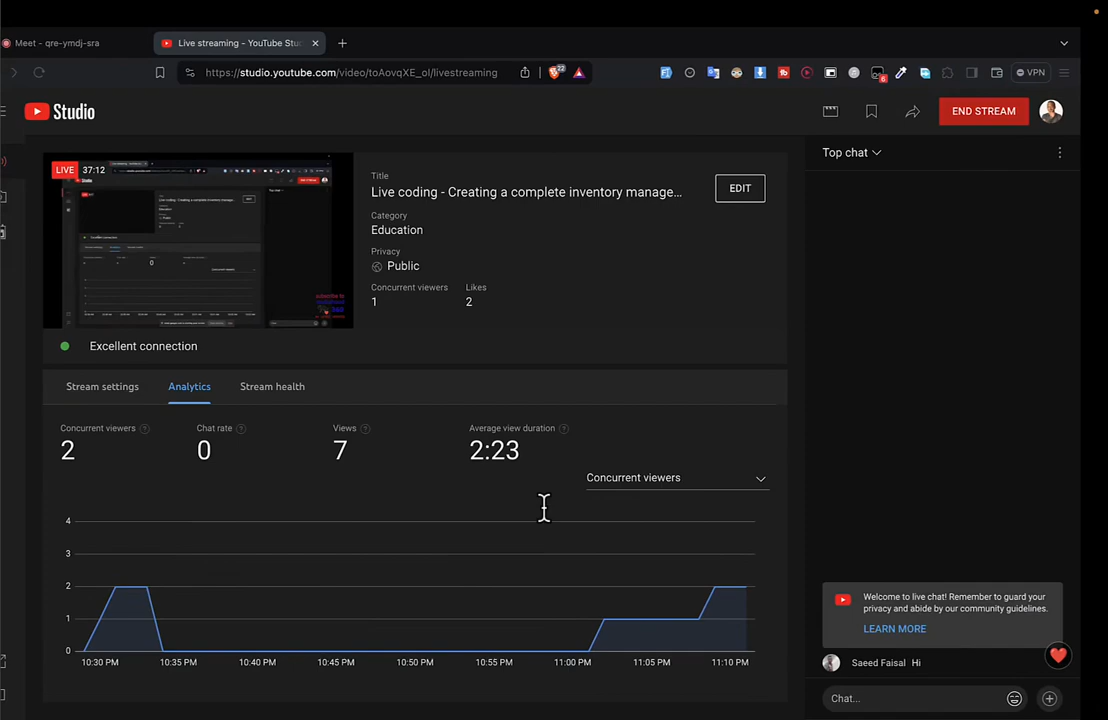 Meet - qre-ymdj-sra
Live streaming - YouTube Stu
https://studio.youtube.com/video/toAovqXE_oI/livestreaming
22
6
VPN
Studio
END STREAM
LIVE 37:12
Title
Live coding - Creating a complete inventory manage...
EDIT
Category
Education
Privacy
Public
Concurrent viewers Likes
1 2
Excellent connection
Stream settings Analytics Stream health
Concurrent viewers Chat rate Views Average view duration
2 0 7 2:23
Concurrent viewers
4
3
2
1
0
10:30 PM 10:35 PM 10:40 PM 10:45 PM 10:50 PM 10:55 PM 11:00 PM 11:05 PM 11:10 PM
Top chat
Welcome to live chat! Remember to guard your
privacy and abide by our community guidelines.
LEARN MORE
Saeed Faisal Hi
Chat...